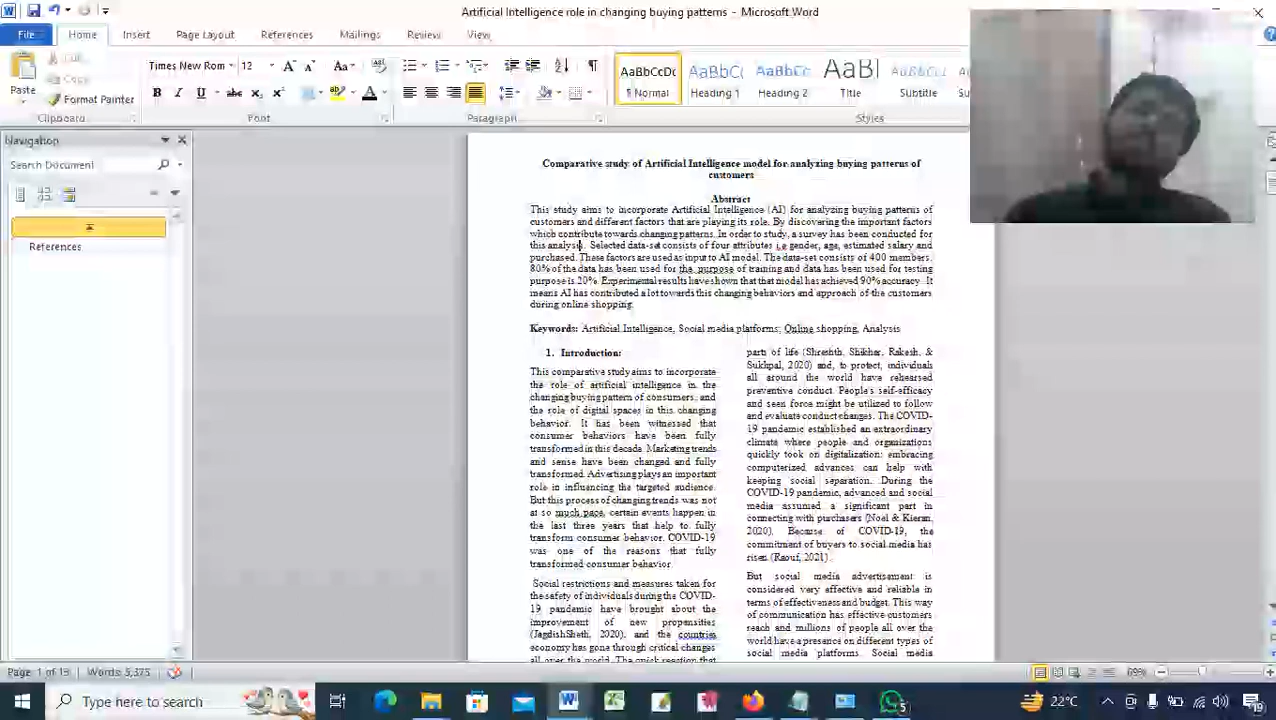 Artificial Intelligence role in changing buying patterns - Microsoft Word
File Home Insert Page Layout References Mailings Review View
Paste
Cut
Copy
Format Painter
Clipboard
Times New Rom 12
Font
Paragraph
AaBbCcDc AaBbC AaBbCc AaBl AaBbCc
¶ Normal Heading 1 Heading 2 Title Subtitle
Styles
Navigation
Search Document
References
Comparative study of Artificial Intelligence model for analyzing buying patterns of
customers
Abstract
This study aims to incorporate Artificial Intelligence (AI) for analyzing buying patterns of
customers and different factors that are playing its role. By discovering the important factors
which contribute towards changing patterns. In order to study, a survey has been conducted for
this analysis. Selected data-set consists of four attributes i.e gender, age, estimated salary and
purchased. These factors are used as input to AI model. The data-set consists of 400 members.
80% of the data has been used for the purpose of training and data has been used for testing
purpose is 20%. Experimental results have shown that that model has achieved 90% accuracy. It
means AI has contributed a lot towards this changing behaviors and approach of the customers
during online shopping.
Keywords: Artificial Intelligence, Social media platforms; Online shopping, Analysis
1. Introduction:
This comparative study aims to incorporate
the role of artificial intelligence in the
changing buying pattern of consumers, and
the role of digital spaces in this changing
behavior. It has been witnessed that
consumer behaviors have been fully
transformed in this decade. Marketing trends
and sense have been changed and fully
transformed. Advertising plays an important
role in influencing the targeted audience.
But this process of changing trends was not
at so much pace, certain events happen in
the last three years that help to fully
transform consumer behavior. COVID-19
was one of the reasons that fully
transformed consumer behavior.
Social restrictions and measures taken for
the safety of individuals during the COVID-
19 pandemic have brought about the
improvement of new propensities
(Jagdish Sheth, 2020), and the countries
economy has gone through critical changes
all over the world. The quick reaction that
parts of life (Shreshth, Shikhar, Rakesh, &
Sukhpal, 2020) and, to protect, individuals
all around the world have rehearsed
preventive conduct. People's self-efficacy
and seen force might be utilized to follow
and evaluate conduct changes. The COVID-
19 pandemic established an extraordinary
climate where people and organizations
quickly took on digitalization: embracing
computerized advances can help with
keeping social separation. During the
COVID-19 pandemic, advanced and social
media assumed a significant part in
connecting with purchasers (Noel & Kieran,
2020). Because of COVID-19, the
commitment of buyers to social media has
risen (Raouf, 2021).
But social media advertisement is
considered very effective and reliable in
terms of effectiveness and budget. This way
of communication has effective customers
reach and millions of people all over the
world have a presence on different types of
social media platforms. Social media
Page: 1 of 15 Words: 5,375 69%
Type here to search 5 22°C 19